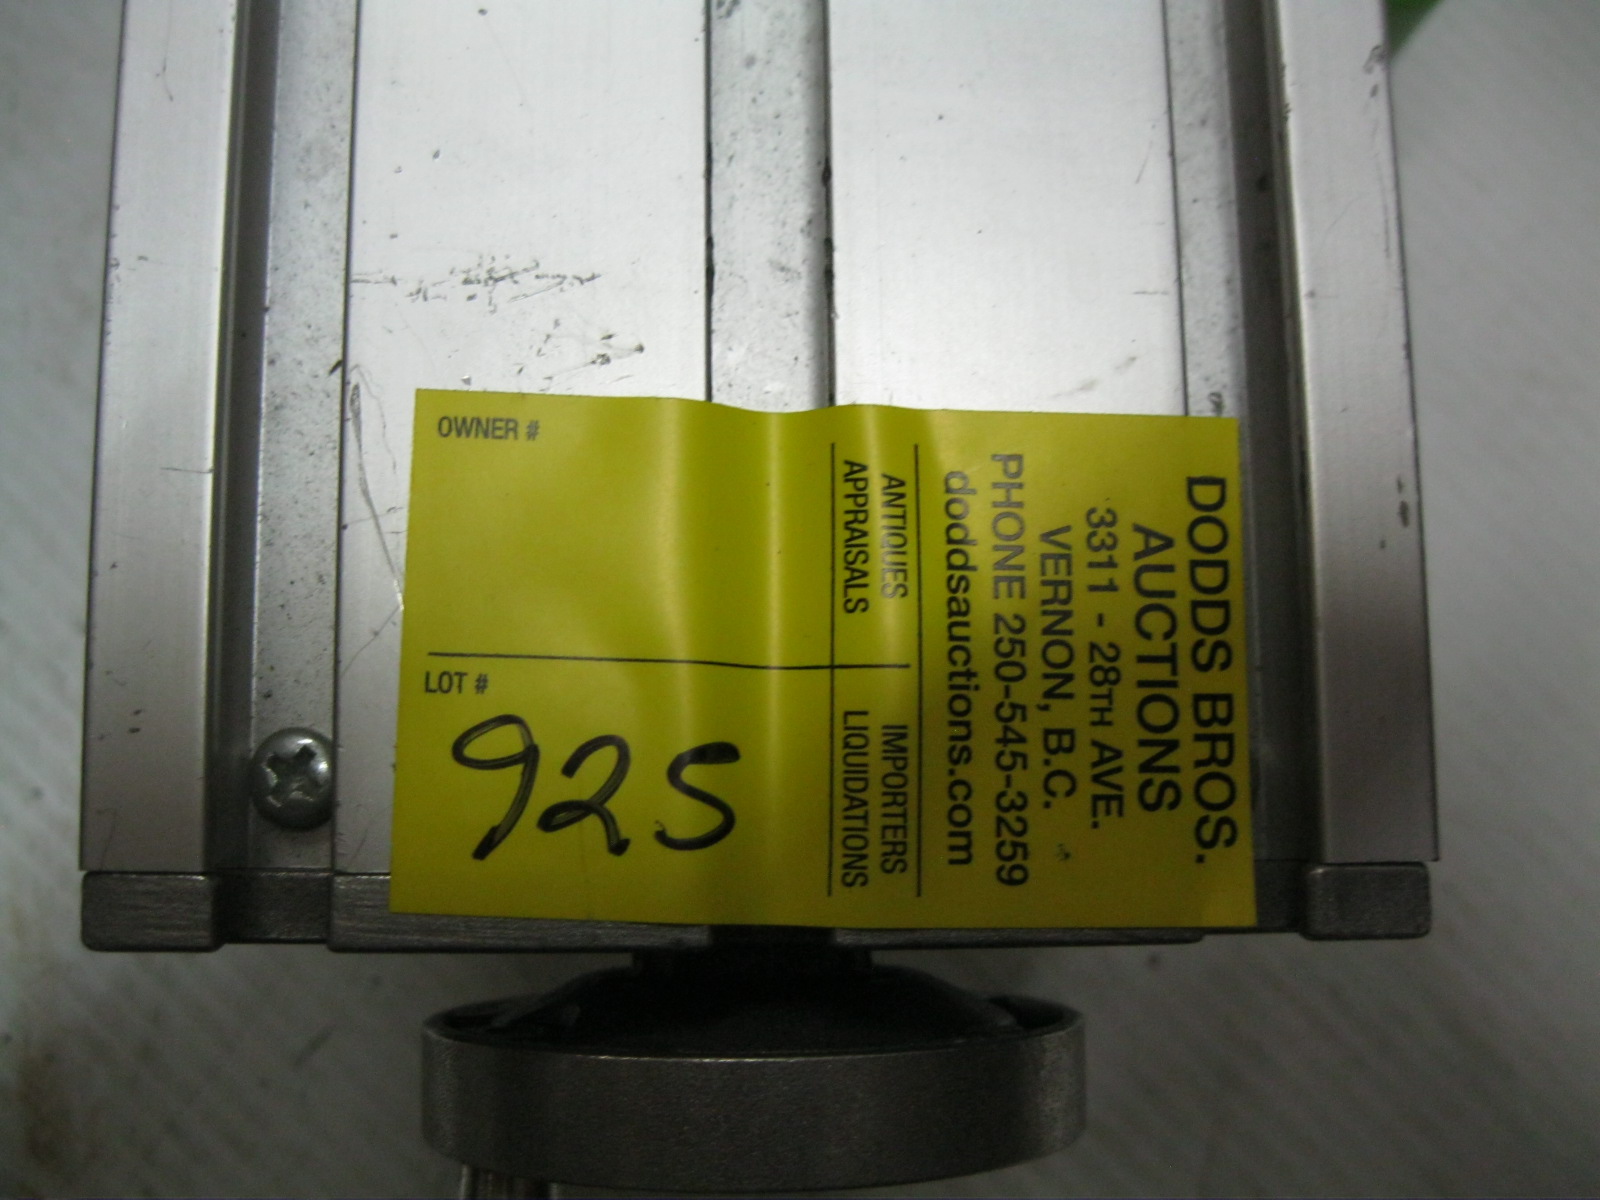 OWNER #
LOT #
925
DODDS BROS.
AUCTIONS
3311 - 28TH AVE.
VERNON, B.C.
PHONE 250-545-3259
doddsauctions.com
ANTIQUES IMPORTERS
APPRAISALS LIQUIDATIONS